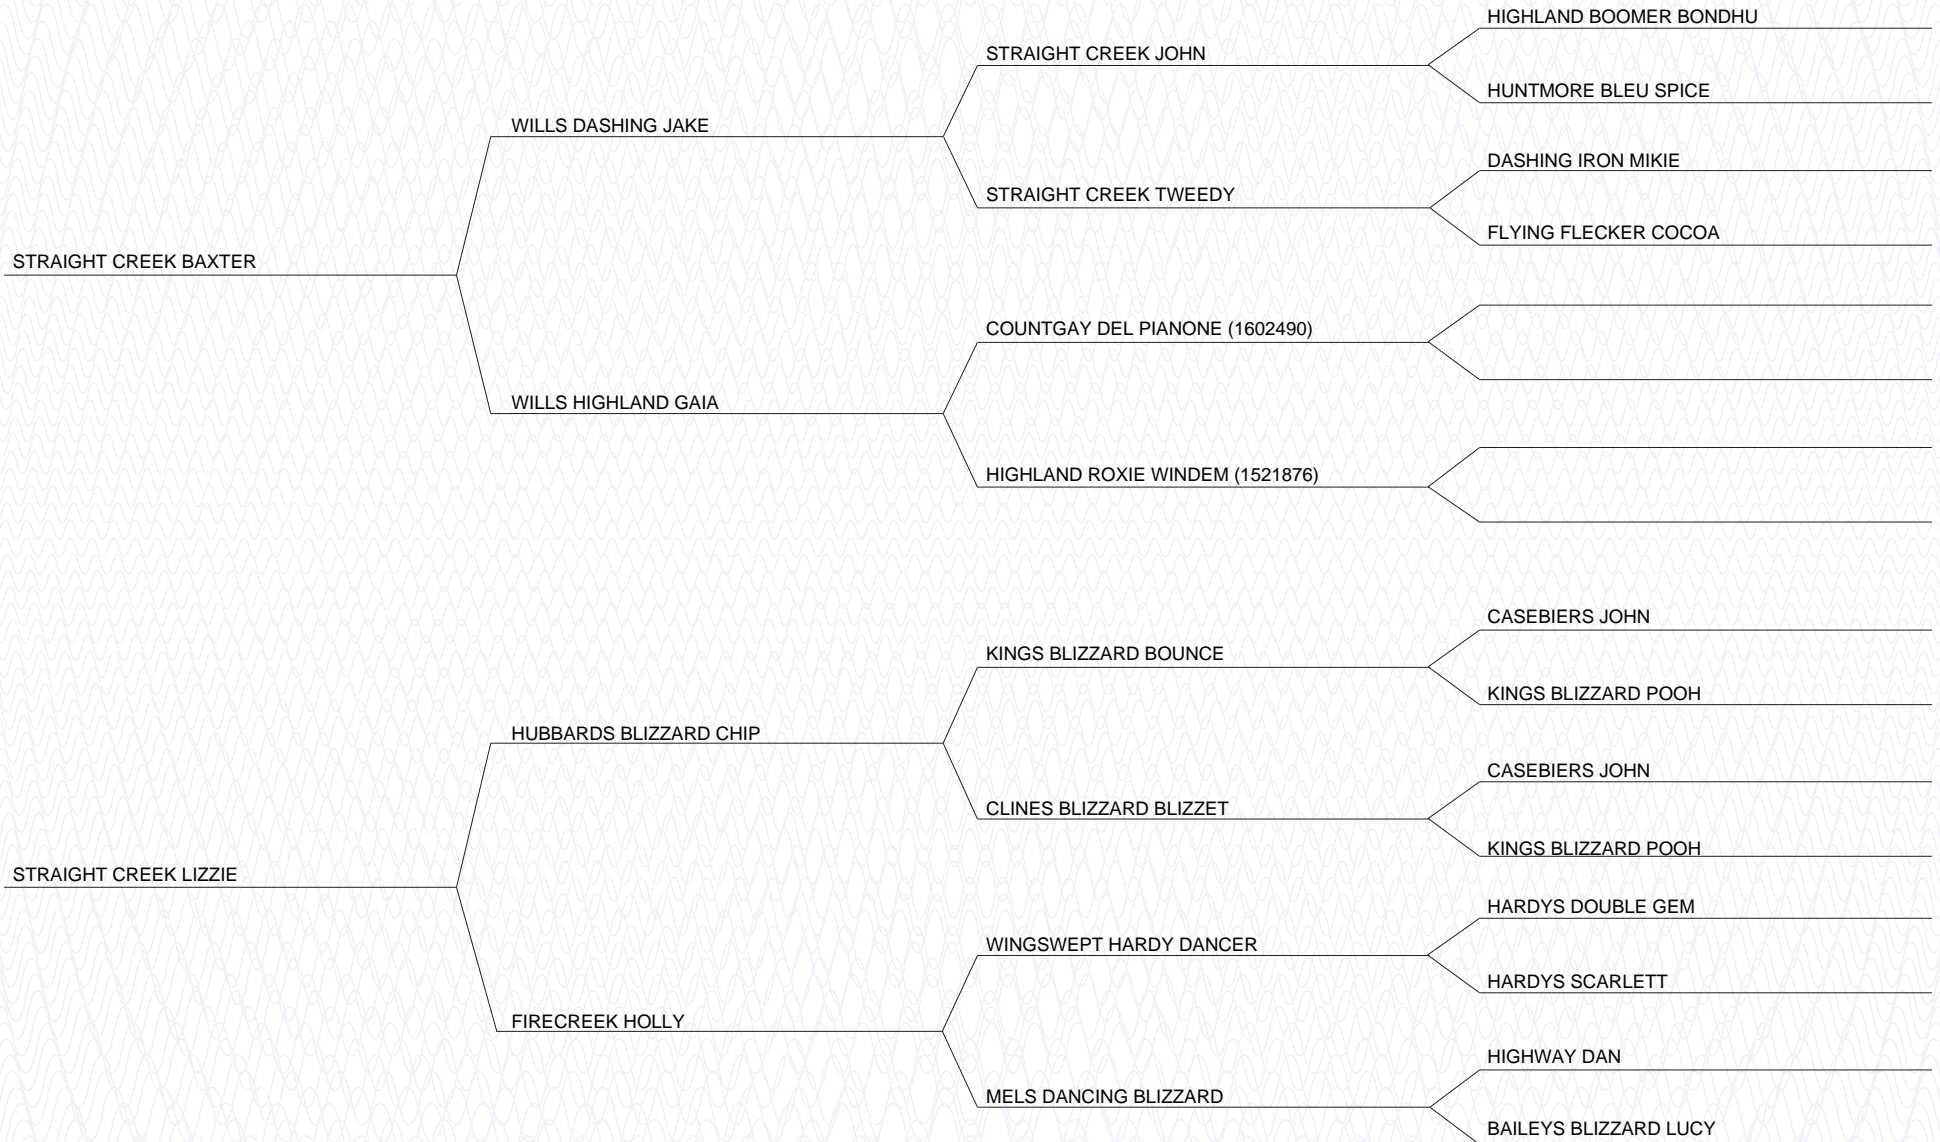 HIGHLAND BOOMER BONDHU
STRAIGHT CREEK JOHN
HUNTMORE BLEU SPICE
WILLS DASHING JAKE
DASHING IRON MIKIE
STRAIGHT CREEK TWEEDY
FLYING FLECKER COCOA
STRAIGHT CREEK BAXTER
COUNTGAY DEL PIANONE (1602490)
WILLS HIGHLAND GAIA
HIGHLAND ROXIE WINDEM (1521876)
CASEBIERS JOHN
KINGS BLIZZARD BOUNCE
KINGS BLIZZARD POOH
HUBBARDS BLIZZARD CHIP
CASEBIERS JOHN
CLINES BLIZZARD BLIZZET
KINGS BLIZZARD POOH
STRAIGHT CREEK LIZZIE
HARDYS DOUBLE GEM
WINGSWEPT HARDY DANCER
HARDYS SCARLETT
FIRECREEK HOLLY
HIGHWAY DAN
MELS DANCING BLIZZARD
BAILEYS BLIZZARD LUCY